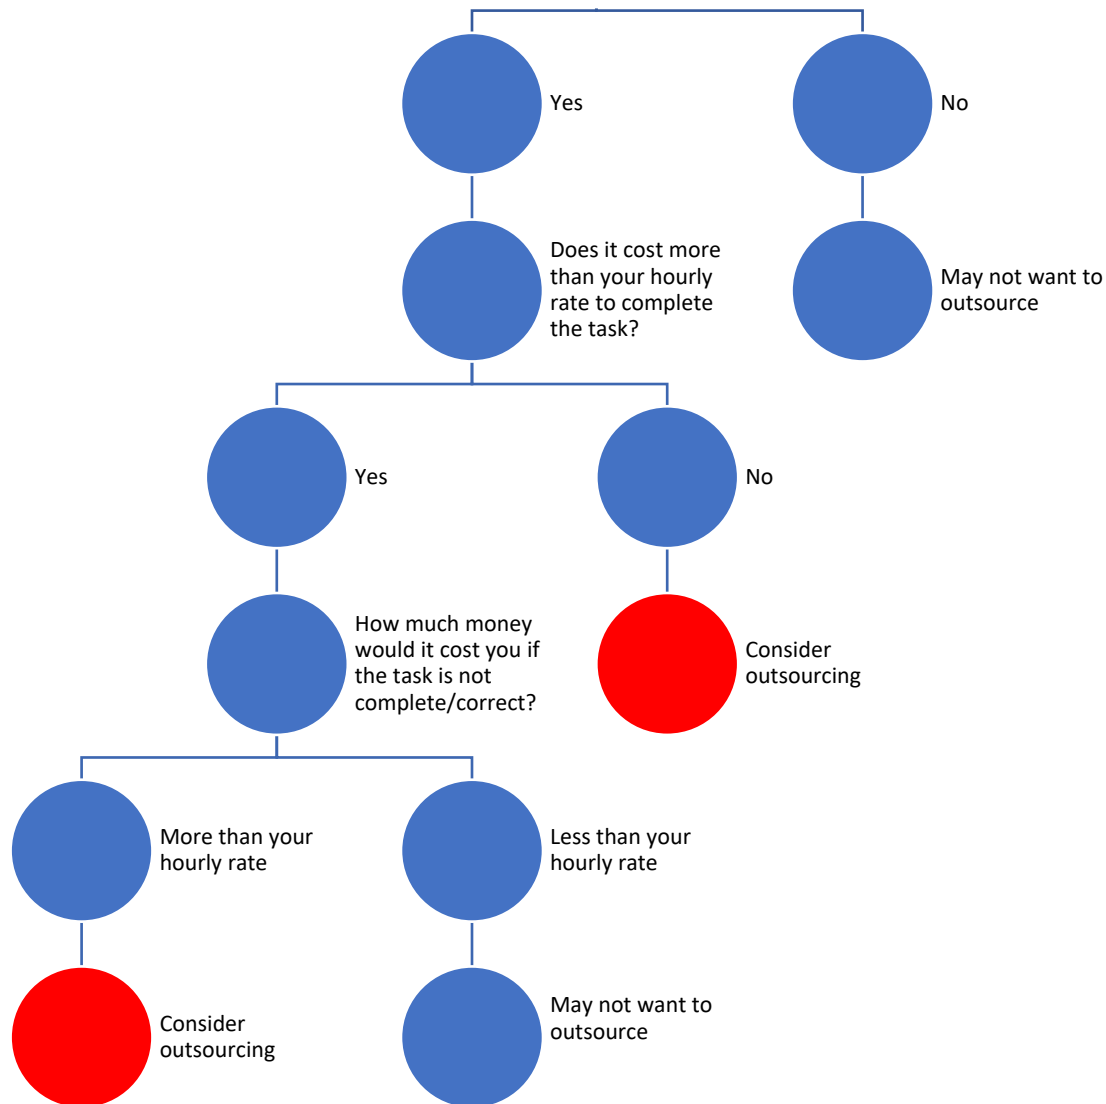 Yes
No
Does it cost more
than your hourly
rate to complete
the task?
May not want to
outsource
Yes
No
How much money
would it cost you if
the task is not
complete/correct?
Consider
outsourcing
More than your
hourly rate
Less than your
hourly rate
Consider
outsourcing
May not want to
outsource